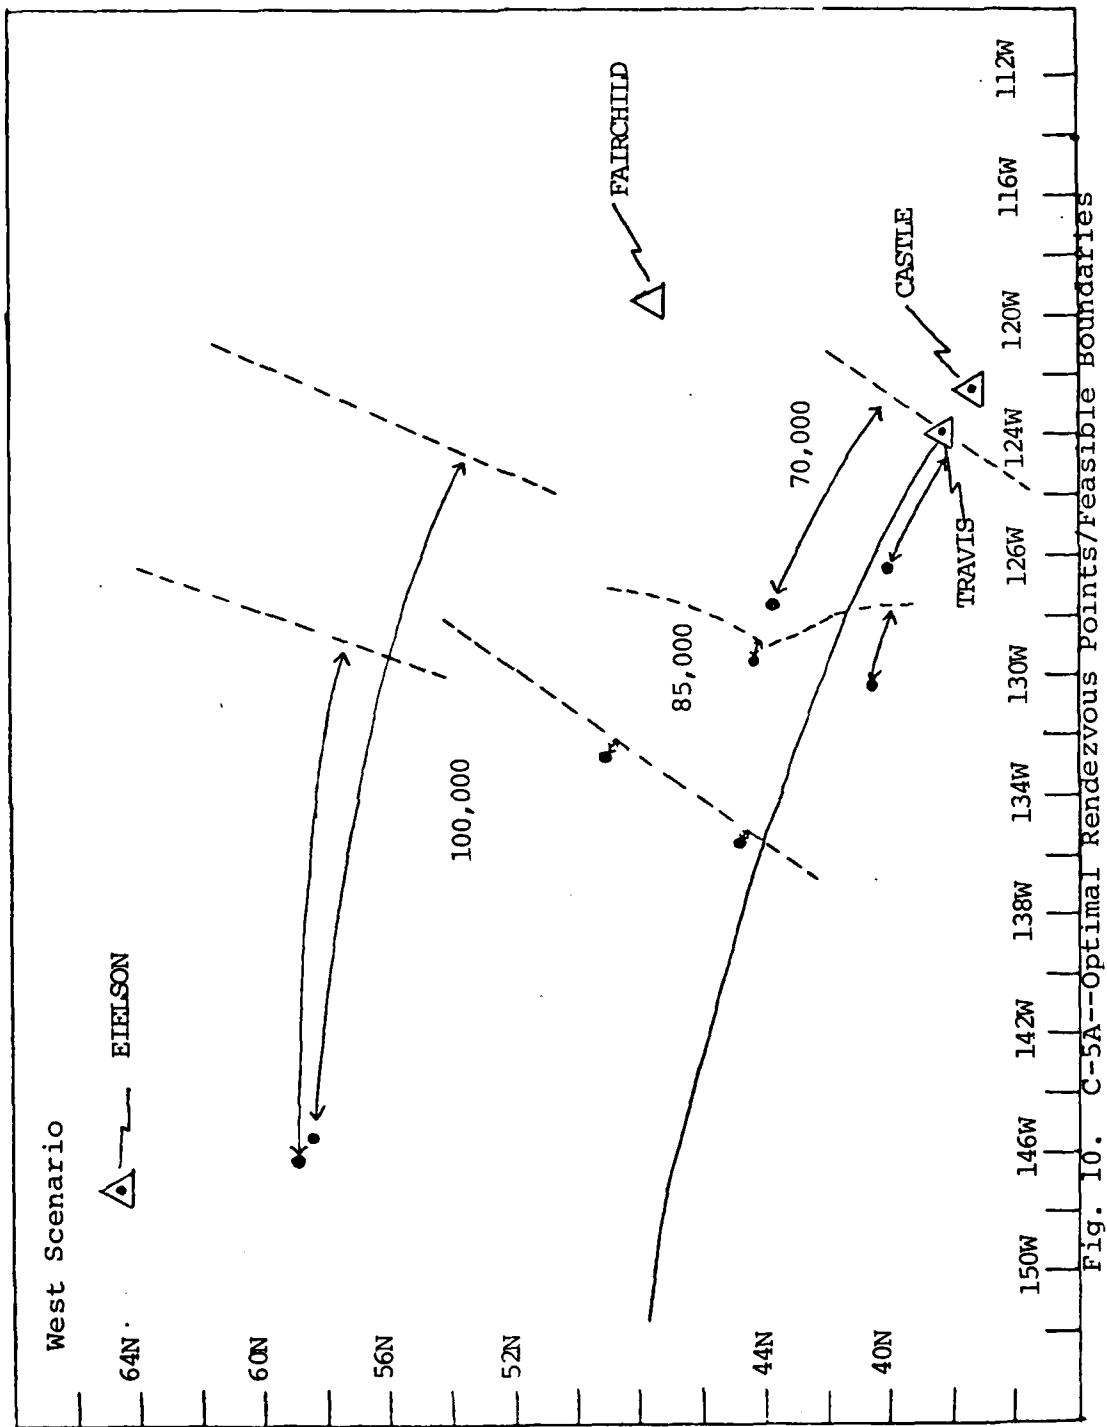 West Scenario
EIELSON
FAIRCHILD
CASTLE
TRAVIS
100,000
85,000
70,000
64N
60N
56N
52N
44N
40N
150W
146W
142W
138W
134W
130W
126W
124W
120W
116W
112W
Fig. 10. C-5A--Optimal Rendezvous Points/Feasible Boundaries